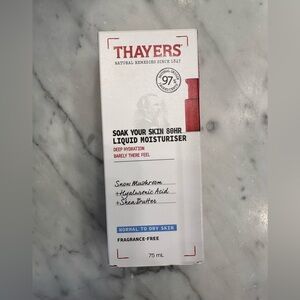 THAYERS
NATURAL REMEDIES SINCE 1847
97%
SOAK YOUR SKIN 80HR
LIQUID MOISTURISER
DEEP HYDRATION
BARELY THERE FEEL
Snow Mushroom
+Hyaluronic Acid
+Shea Butter
NORMAL TO DRY SKIN
FRAGRANCE-FREE
75 mL